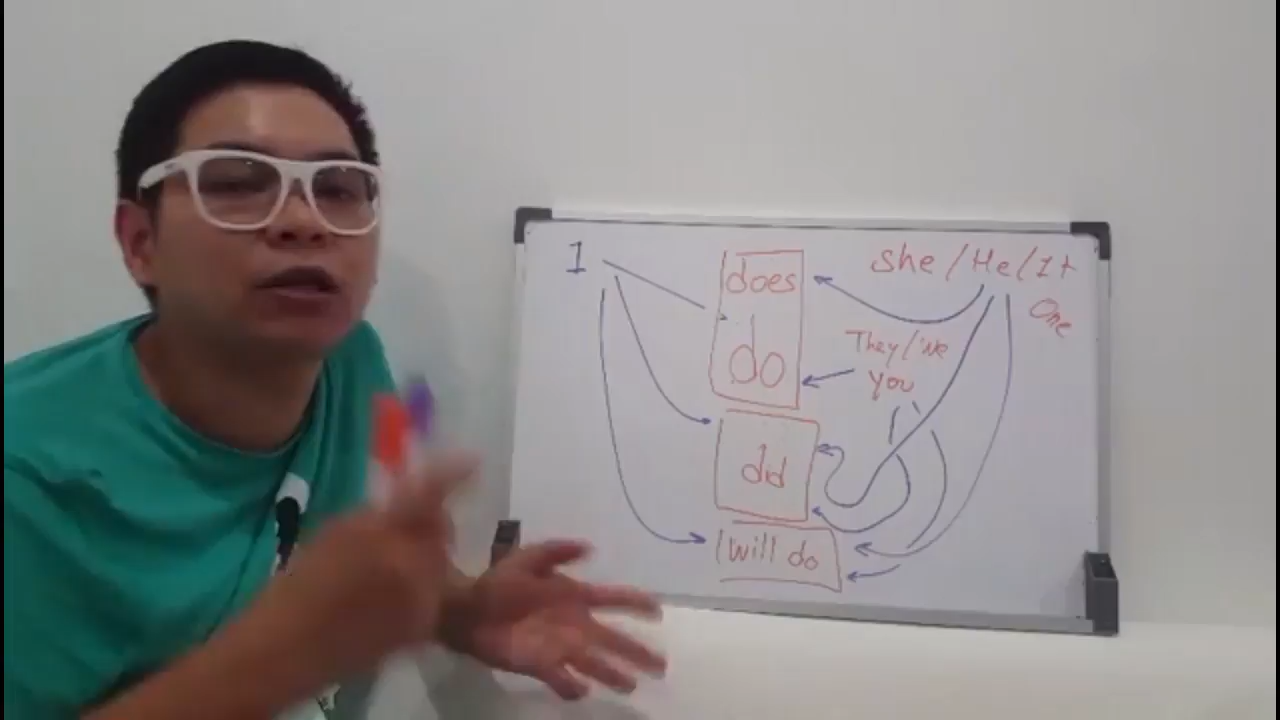 I does she/He/It
One
They/We
do you
did
will do